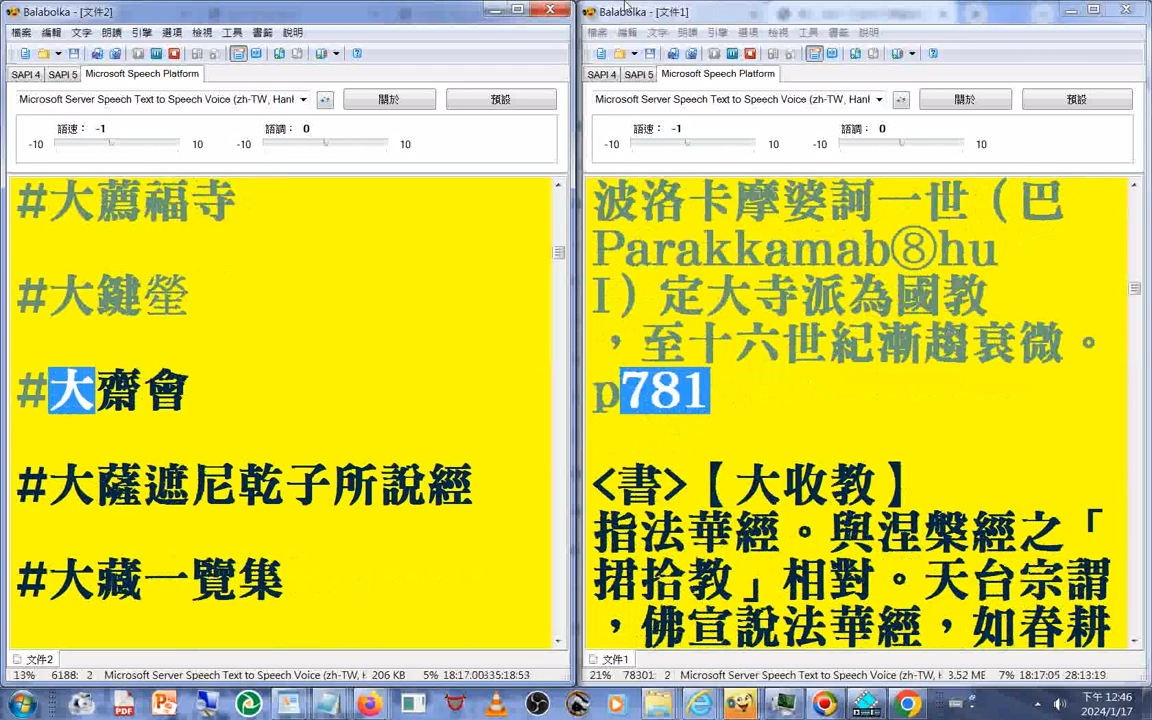 Balabolka - [文件2]
檔案 編輯 文字 朗讀 引擎 選項 檢視 工具 書籤 說明
SAPI 4 SAPI 5 Microsoft Speech Platform
Microsoft Server Speech Text to Speech Voice (zh-TW, Hanl
關於 預設
語速： -1 語調： 0
-10 10 -10 10
#大薦福寺
#大鍵瑩
#大齋會
#大薩遮尼乾子所說經
#大藏一覽集
文件2
13% 6188: 2 Microsoft Server Speech Text to Speech Voice (zh-TW, H 206 KB 5% 18:17.00335:18:53
Balabolka - [文件1]
檔案 編輯 文字 朗讀 引擎 選項 檢視 工具 書籤 說明
SAPI 4 SAPI 5 Microsoft Speech Platform
Microsoft Server Speech Text to Speech Voice (zh-TW, Hanl
關於 預設
語速： -1 語調： 0
-10 10 -10 10
波洛卡摩婆訶一世（巴
Parakkamab⑧hu
I）定大寺派為國教
，至十六世紀漸趨衰微。
p781
<書>【大收教】
指法華經。與涅槃經之「
捃拾教」相對。天台宗謂
，佛宣說法華經，如春耕
文件1
21% 78301: 2 Microsoft Server Speech Text to Speech Voice (zh-TW, H 3.52 MB 7% 18:17:05 28:13:19
下午 12:46
2024/1/17